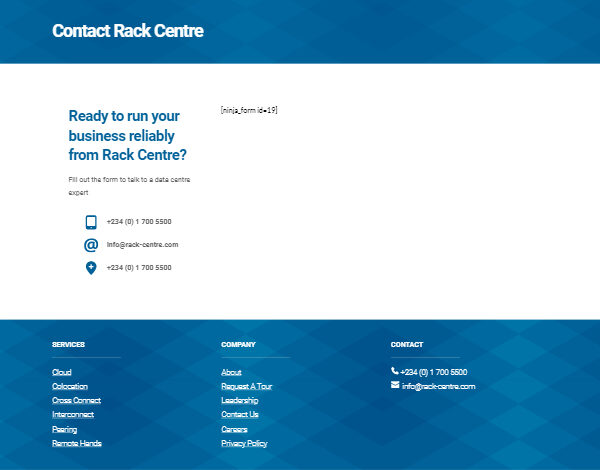 Contact Rack Centre
Ready to run your
business reliably
from Rack Centre?
Fill out the form to talk to a data centre
expert
+234 (0) 1 700 5500
info@rack-centre.com
+234 (0) 1 700 5500
[ninja_form id=19]
SERVICES
Cloud
Colocation
Cross Connect
Interconnect
Peering
Remote Hands
COMPANY
About
Request A Tour
Leadership
Contact Us
Careers
Privacy Policy
CONTACT
+234 (0) 1 700 5500
info@rack-centre.com